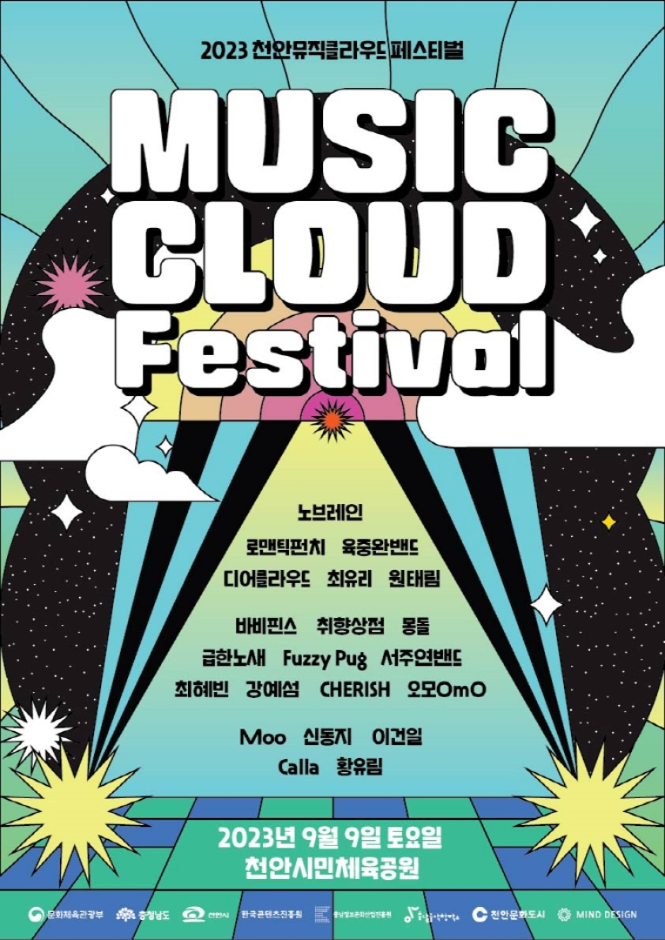 2023 천안뮤직클라우드페스티벌
MUSIC
CLOUD
Festival
노브레인
로맨틱펀치 육중완밴드
디어클라우드 최유리 원태림
바비핀스 취향상점 몽돌
급한노새 Fuzzy Pug 서주연밴드
최혜빈 강예섬 CHERISH 오모OmO
Moo 신동지 이건일
Calla 황유림
2023년 9월 9일 토요일
천안시민체육공원
문화체육관광부 충청남도 천안시 한국콘텐츠진흥원 천안문화도시 MIND DESIGN